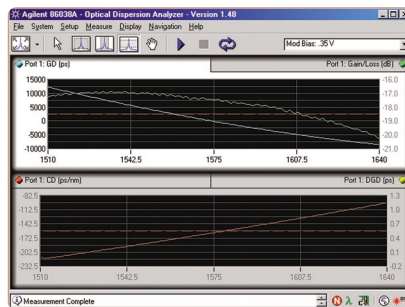 Agilent 86038A - Optical Dispersion Analyzer - Version 1.48
File System Setup Measure Display Navigation Help
Mod Bias: .35 V
Port 1: GD (ps) Port 1: Gain/Loss (dB)
15000 -16.0
10000 -17.0
5000 -18.0
0 -19.0
-5000 -20.0
-10000 -21.0
1510 1542.5 1575 1607.5 1640
Port 1: CD (ps/nm) Port 1: DGD (ps)
-82.5 1.3
-112.5 1.0
-142.5 0.7
-172.5 0.4
-202.5 0.1
-232.5 -0.2
1510 1542.5 1575 1607.5 1640
Measurement Complete